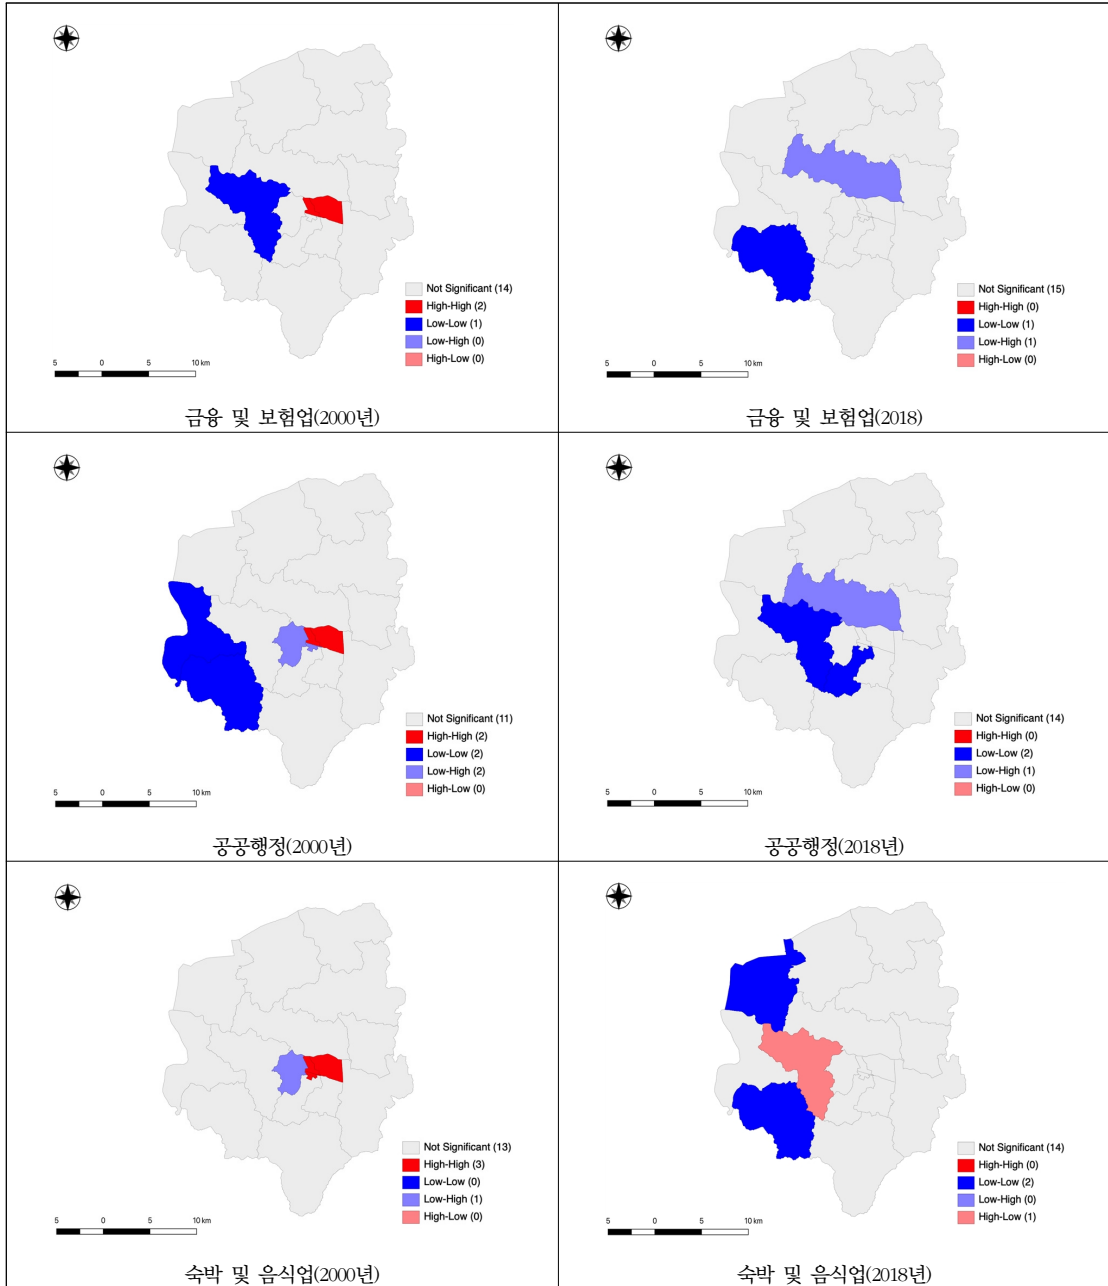 Not Significant (14)
High-High (2)
Low-Low (1)
Low-High (0)
High-Low (0)
5 0 5 10 km
금융 및 보험업(2000년)
Not Significant (15)
High-High (0)
Low-Low (1)
Low-High (1)
High-Low (0)
5 0 5 10 km
금융 및 보험업(2018)
Not Significant (11)
High-High (2)
Low-Low (2)
Low-High (2)
High-Low (0)
5 0 5 10 km
공공행정(2000년)
Not Significant (14)
High-High (0)
Low-Low (2)
Low-High (1)
High-Low (0)
5 0 5 10 km
공공행정(2018년)
Not Significant (13)
High-High (3)
Low-Low (0)
Low-High (1)
High-Low (0)
5 0 5 10 km
숙박 및 음식업(2000년)
Not Significant (14)
High-High (0)
Low-Low (2)
Low-High (0)
High-Low (1)
5 0 5 10 km
숙박 및 음식업(2018년)